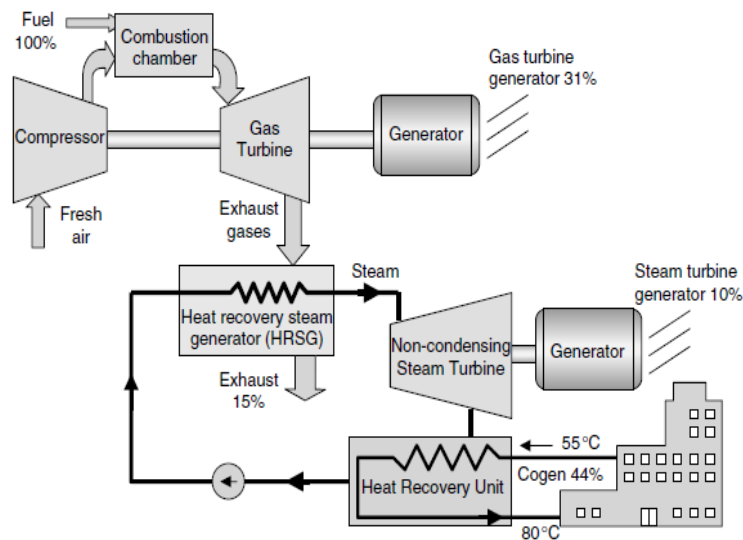 Fuel
100%
Combustion
chamber
Gas turbine
generator 31%
Compressor
Gas
Turbine
Generator
Fresh
air
Exhaust
gases
Steam
Steam turbine
generator 10%
Heat recovery steam
generator (HRSG)
Non-condensing
Steam Turbine
Generator
Exhaust
15%
55°C
Cogen 44%
Heat Recovery Unit
80°C